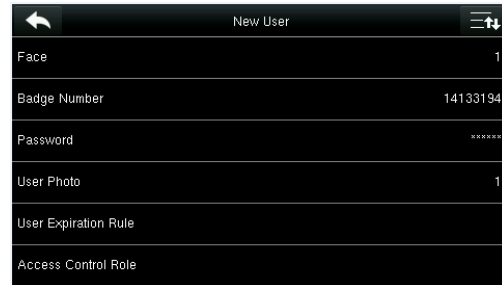 New User
Face 1
Badge Number 14133194
Password ******
User Photo 1
User Expiration Rule
Access Control Role